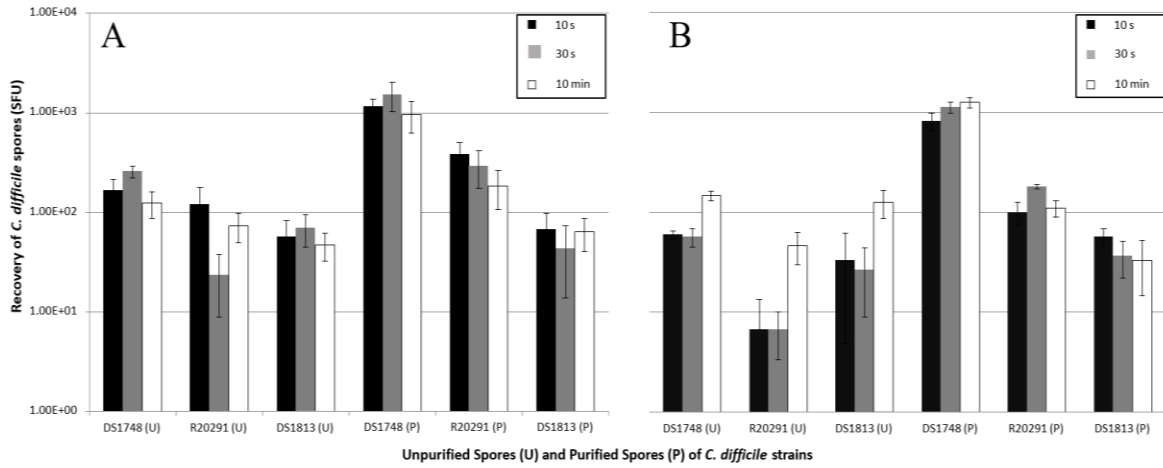 1.00E+04
A
10 s
30 s
10 min
B
10 s
30 s
10 min
1.00E+03
1.00E+02
1.00E+01
1.00E+00
Recovery of C. difficile spores (SFU)
DS1748 (U) R20291 (U) DS1813 (U) DS1748 (P) R20291 (P) DS1813 (P)
DS1748 (U) R20291 (U) DS1813 (U) DS1748 (P) R20291 (P) DS1813 (P)
Unpurified Spores (U) and Purified Spores (P) of C. difficile strains